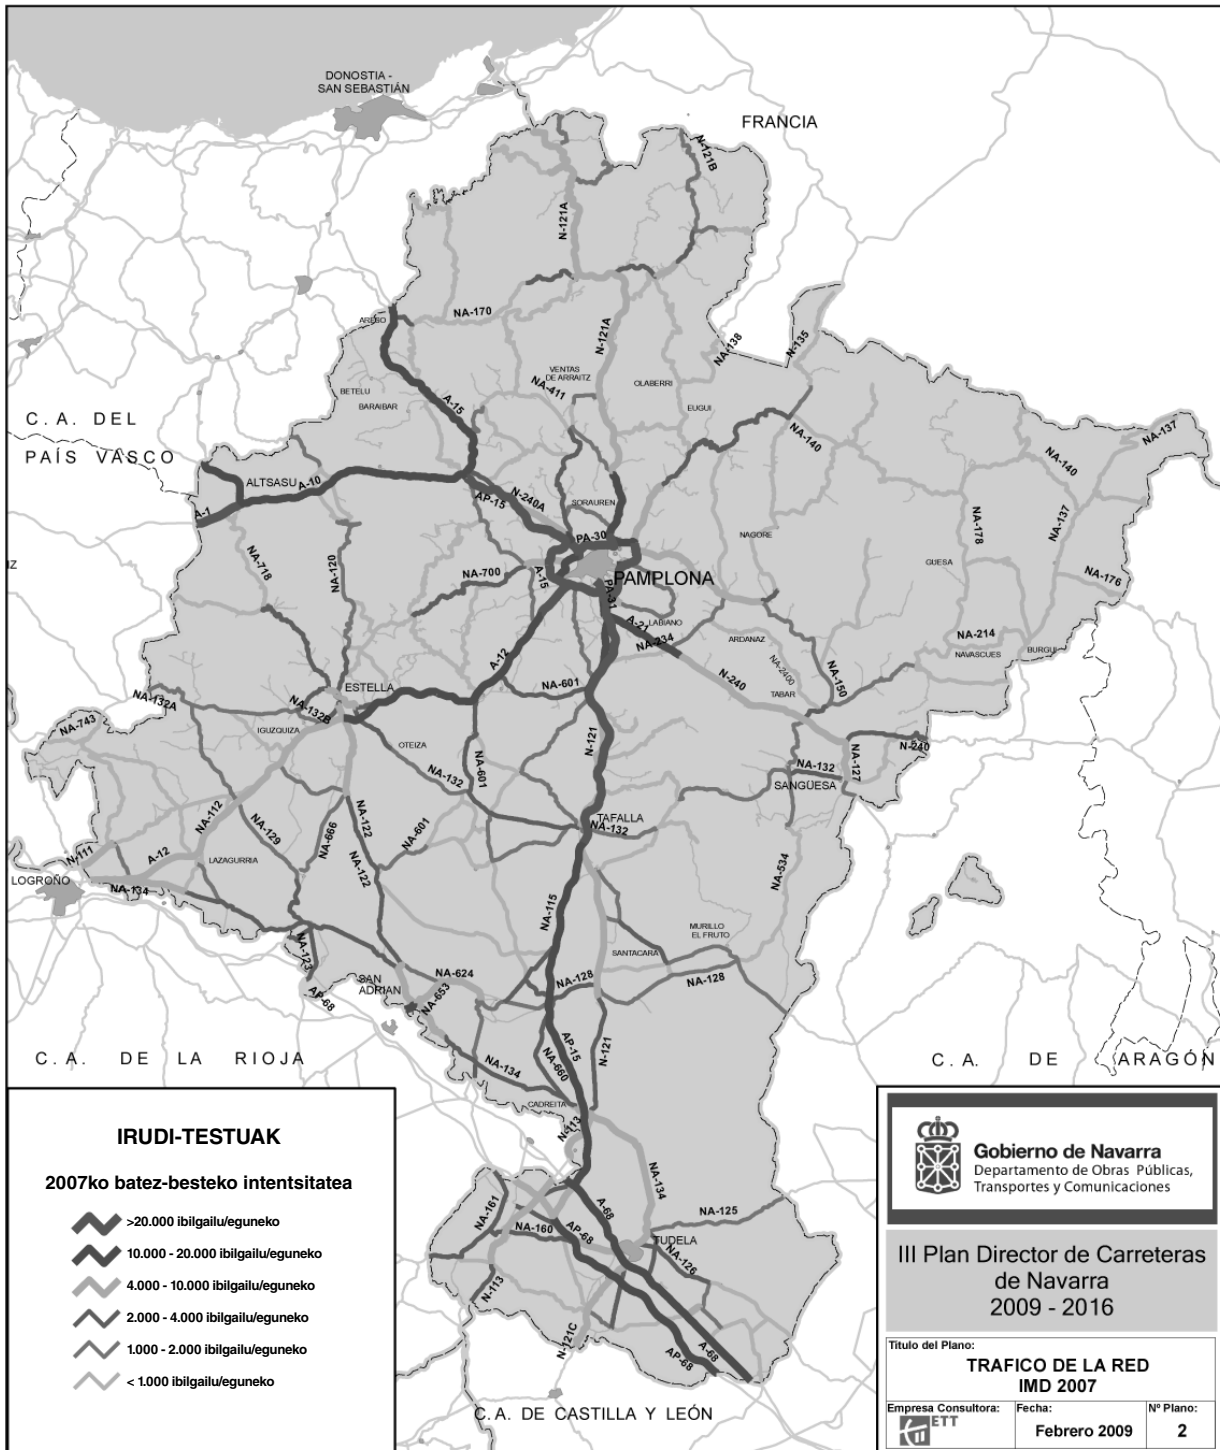 DONOSTIA -
SAN SEBASTIÁN
FRANCIA
N-121B
N-121A
NA-170
ARESO
N-121A
NA-138
N-135
VENTAS
DE ARRAITZ
OLABERRI
BETELU
BARAIBAR
NA-411
EUGUI
A-15
C. A. DEL
PAÍS VASCO
NA-140
NA-137
NA-140
ALTSASU
A-10
A-1
AP-15
N-240A
SORAUREN
PA-30
NAGORE
NA-178
NA-137
GUESA
NA-176
IZ
NA-718
NA-120
NA-700
A-15
PAMPLONA
PA-31
A-21
LABIANO
NA-234
ARDANAZ
NA-2400
TABAR
NA-150
NA-214
NAVASCUES
BURGUI
A-12
N-240
ESTELLA
NA-601
NA-132A
NA-132B
NA-743
IGUZQUIZA
OTEIZA
N-121
N-240
NA-127
NA-132
SANGÜESA
NA-601
NA-132
NA-112
NA-129
NA-666
NA-122
NA-601
TAFALLA
NA-132
N-111
A-12
LAZAGURRIA
NA-122
NA-534
LOGROÑO
NA-134
NA-115
MURILLO
EL FRUTO
SANTACARA
NA-123
AP-68
SAN
ADRIAN
NA-624
NA-653
NA-128
NA-128
C. A. DE LA RIOJA
C. A. DE ARAGÓN
AP-15
N-121
NA-660
NA-134
CADREITA
N-113
NA-134
NA-161
NA-160
AP-68
A-68
NA-125
TUDELA
NA-126
N-113
N-121C
AP-68
A-68
C.A. DE CASTILLA Y LEÓN
IRUDI-TESTUAK
2007ko batez-besteko intentsitatea
>20.000 ibilgailu/eguneko
10.000 - 20.000 ibilgailu/eguneko
4.000 - 10.000 ibilgailu/eguneko
2.000 - 4.000 ibilgailu/eguneko
1.000 - 2.000 ibilgailu/eguneko
< 1.000 ibilgailu/eguneko
Gobierno de Navarra
Departamento de Obras Públicas,
Transportes y Comunicaciones
III Plan Director de Carreteras
de Navarra
2009 - 2016
Titulo del Plano:
TRAFICO DE LA RED
IMD 2007
Empresa Consultora:
ETT
Fecha:
Febrero 2009
Nº Plano:
2